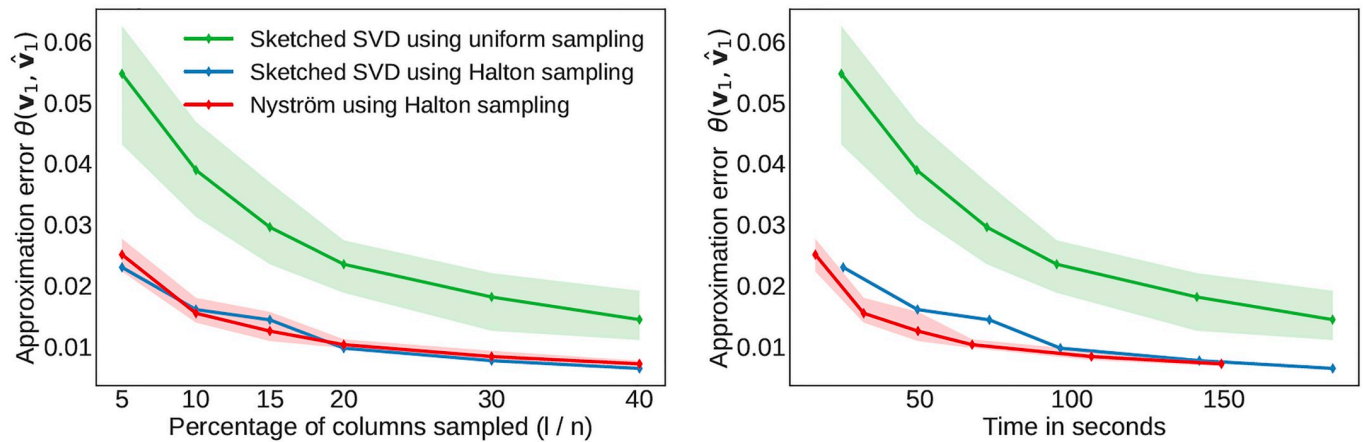 Approximation error θ(v₁, v̂₁)
0.06
0.05
0.04
0.03
0.02
0.01
Sketched SVD using uniform sampling
Sketched SVD using Halton sampling
Nyström using Halton sampling
5 10 15 20 30 40
Percentage of columns sampled (l / n)
Approximation error θ(v₁, v̂₁)
0.06
0.05
0.04
0.03
0.02
0.01
50 100 150
Time in seconds